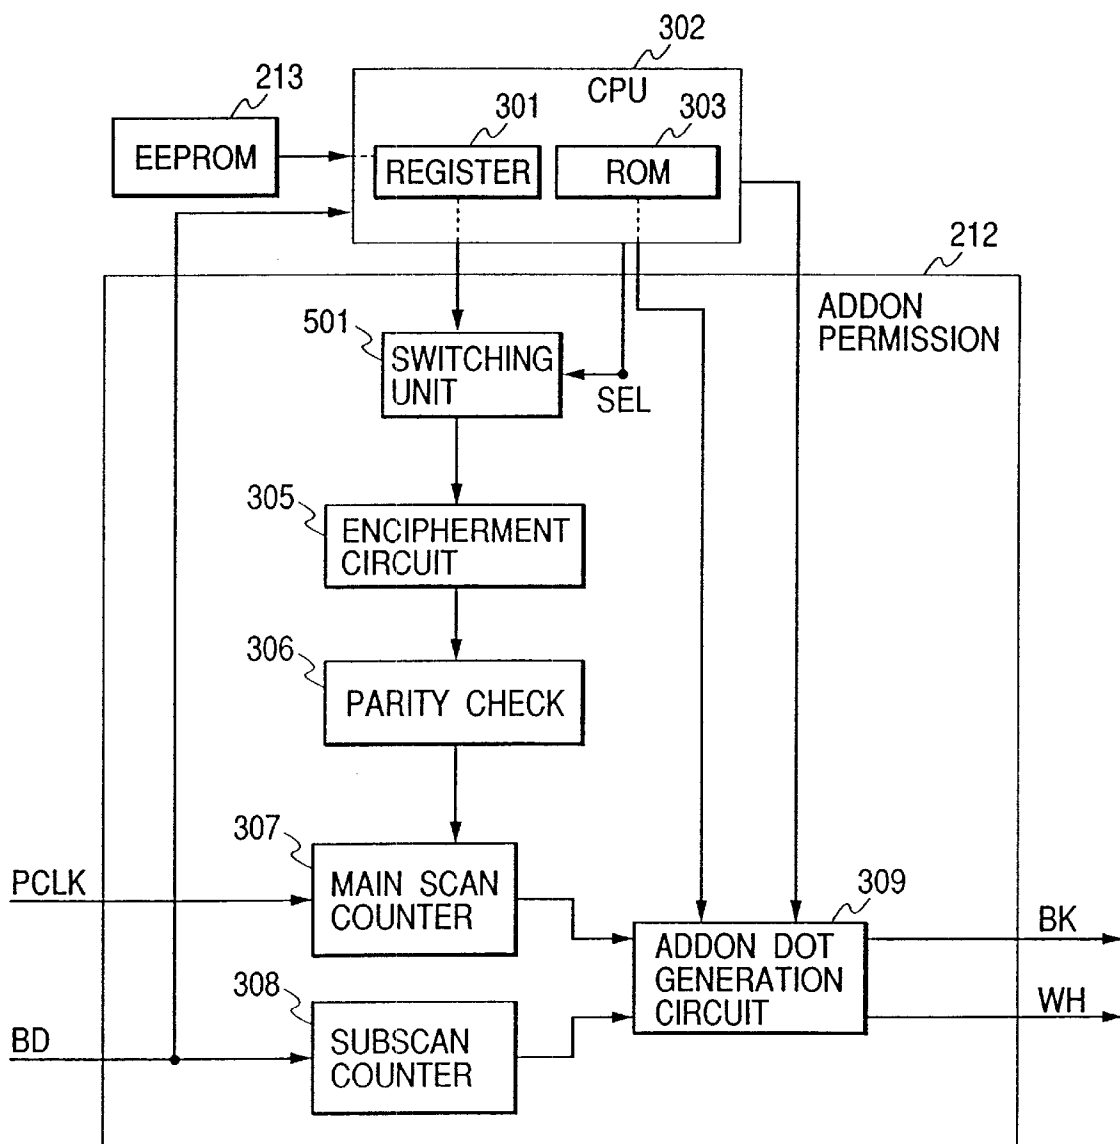 302
CPU
213
301
303
EEPROM
REGISTER
ROM
212
ADDON
PERMISSION
501
SWITCHING
UNIT
SEL
305
ENCIPHERMENT
CIRCUIT
306
PARITY CHECK
307
PCLK
MAIN SCAN
COUNTER
309
ADDON DOT
GENERATION
CIRCUIT
BK
WH
308
BD
SUBSCAN
COUNTER